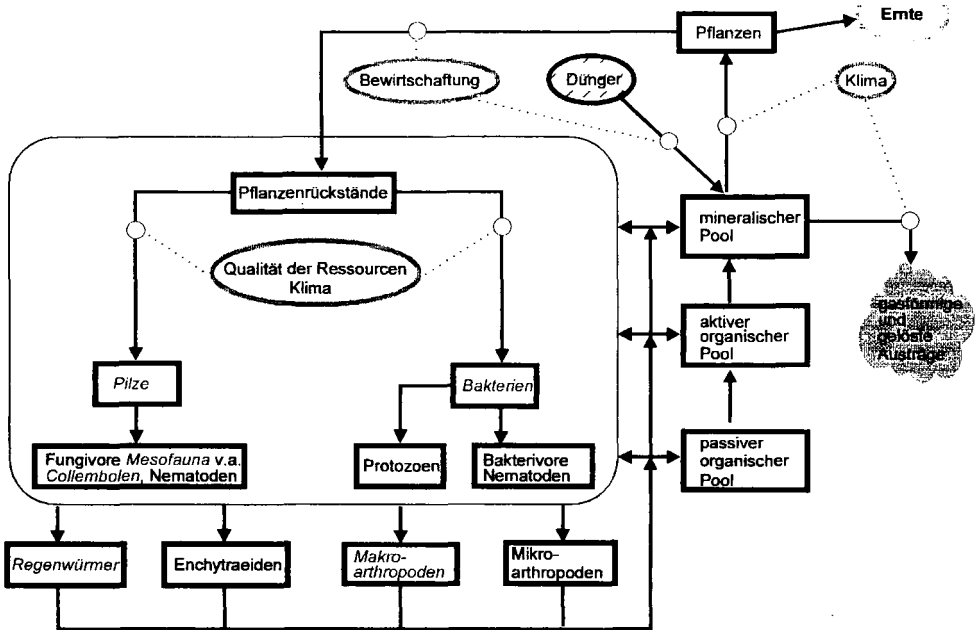 Ernte
Pflanzen
Bewirtschaftung
Dünger
Klima
Pflanzenrückstände
mineralischer
Pool
Qualität der Ressourcen
Klima
gasförmige
und
gelöste
Austräge
aktiver
organischer
Pool
Pilze
Bakterien
Fungivore Mesofauna v.a.
Collembolen, Nematoden
Protozoen
Bakterivore
Nematoden
passiver
organischer
Pool
Regenwürmer
Enchytraeiden
Makro-
arthropoden
Mikro-
arthropoden